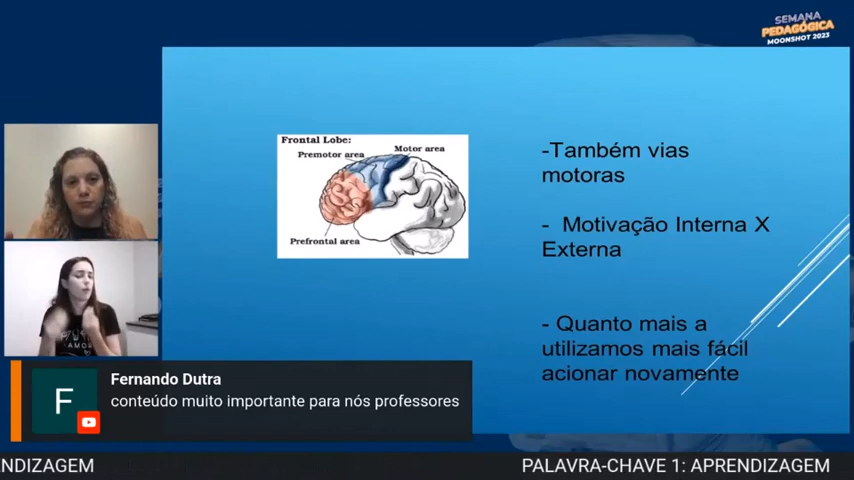 SEMANA
PEDAGÓGICA
MOONSHOT 2023
Frontal Lobe:
Motor area
Premotor area
Prefrontal area
-Também vias
motoras
- Motivação Interna X
Externa
- Quanto mais a
utilizamos mais fácil
acionar novamente
AMOR
F
Fernando Dutra
conteúdo muito importante para nós professores
NDIZAGEM
PALAVRA-CHAVE 1: APRENDIZAGEM